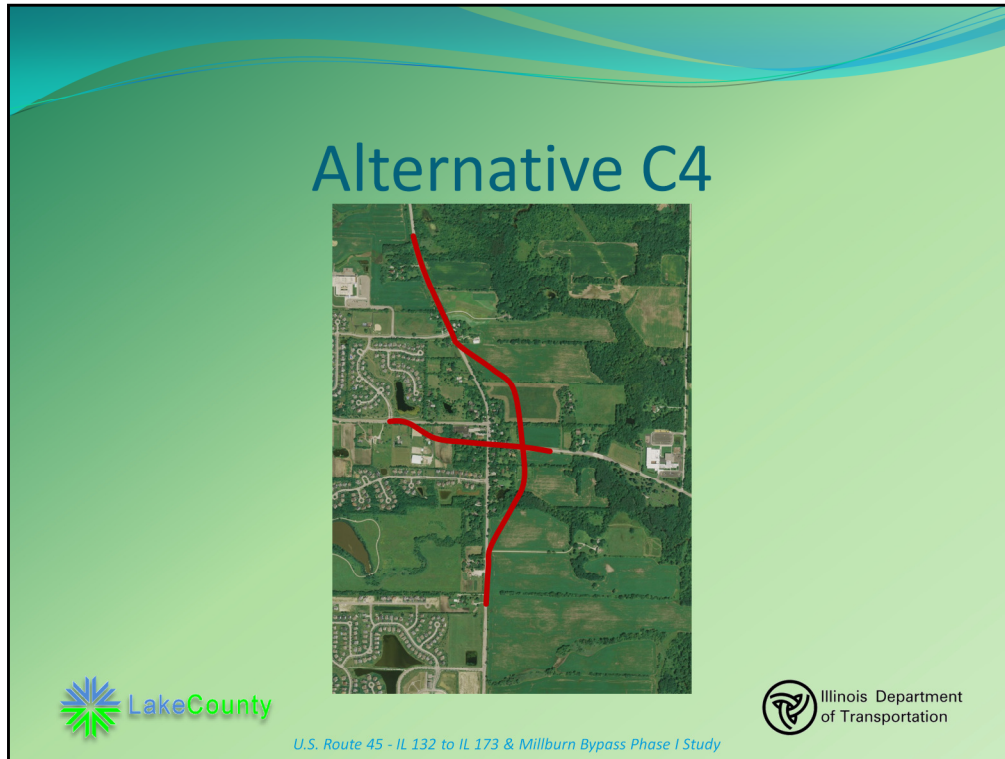 Alternative C4
LakeCounty
Illinois Department
of Transportation
U.S. Route 45 - IL 132 to IL 173 & Millburn Bypass Phase I Study